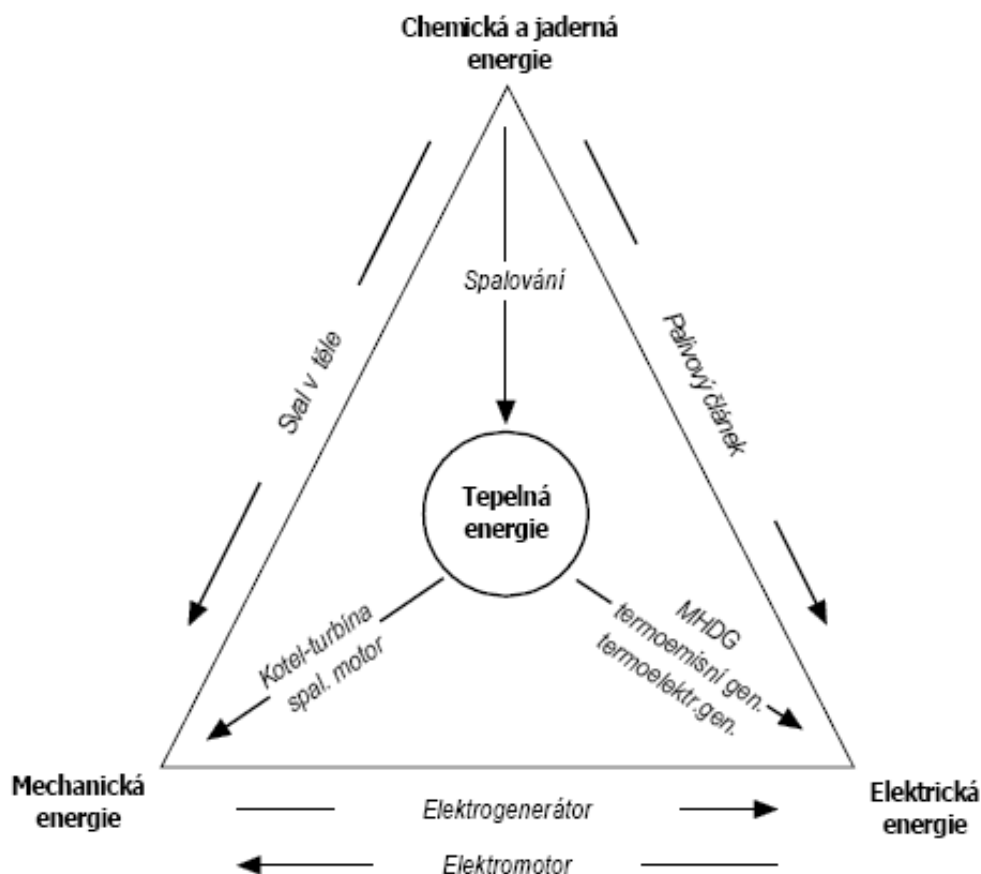 Chemická a jaderná
energie
Spalování
Sval v těle
Palivový článek
Tepelná
energie
Kotel-turbína
spal. motor
MHDG
termoemisní gen.
termoelektr.gen.
Mechanická
energie
Elektrogenerátor
Elektromotor
Elektrická
energie